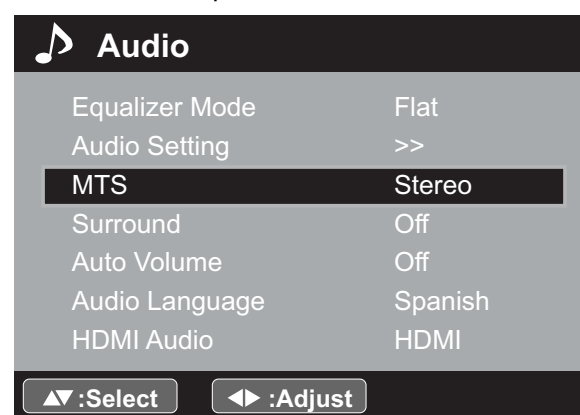 Audio
Equalizer Mode Flat
Audio Setting >>
MTS Stereo
Surround Off
Auto Volume Off
Audio Language Spanish
HDMI Audio HDMI
▲▼ :Select ◀▶ :Adjust